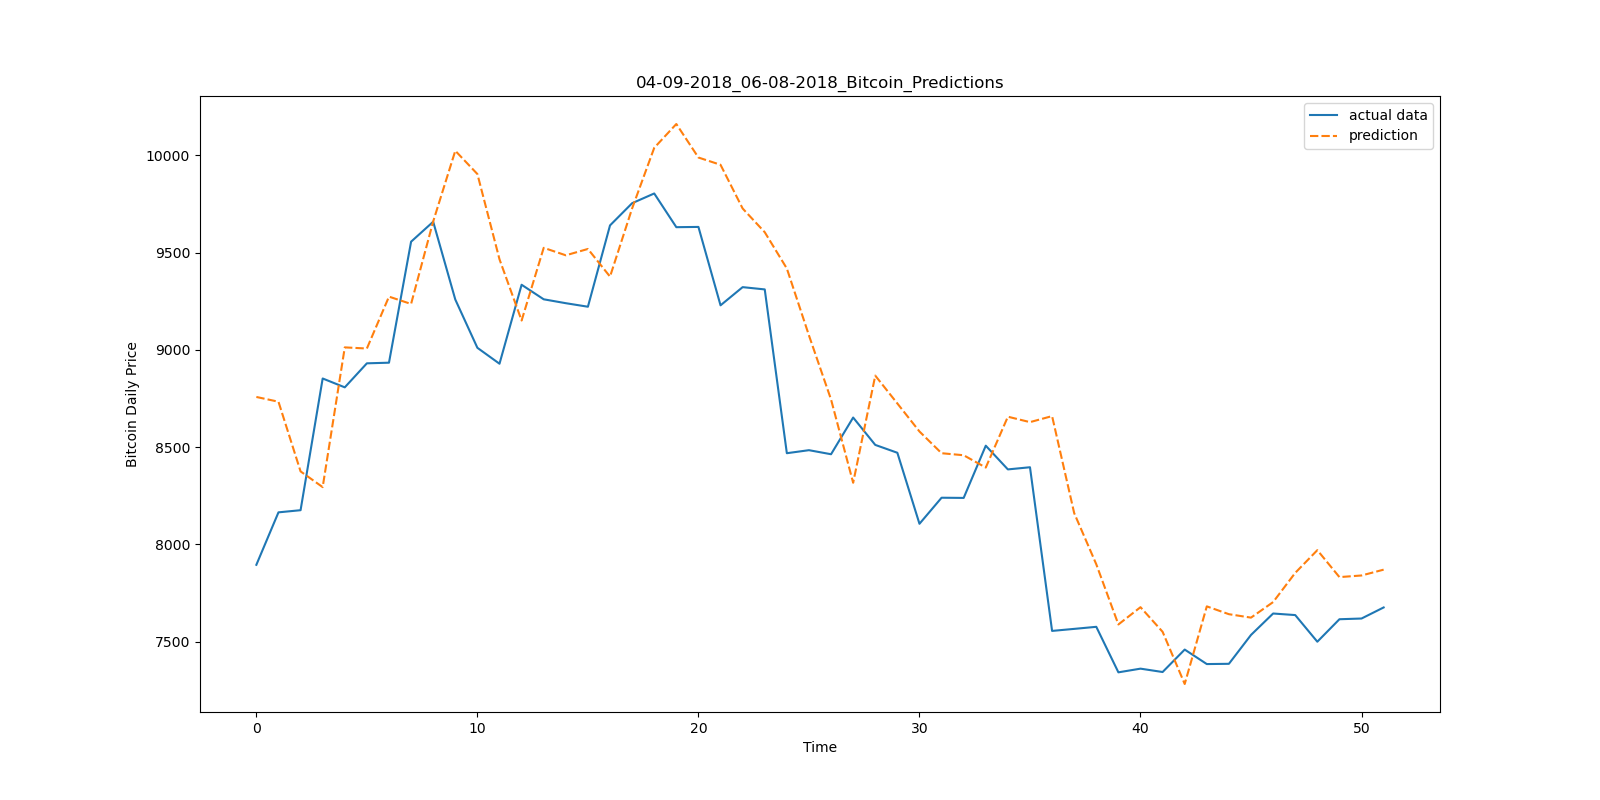 04-09-2018_06-08-2018_Bitcoin_Predictions
actual data
prediction
10000
9500
9000
8500
8000
7500
Bitcoin Daily Price
0 10 20 30 40 50
Time